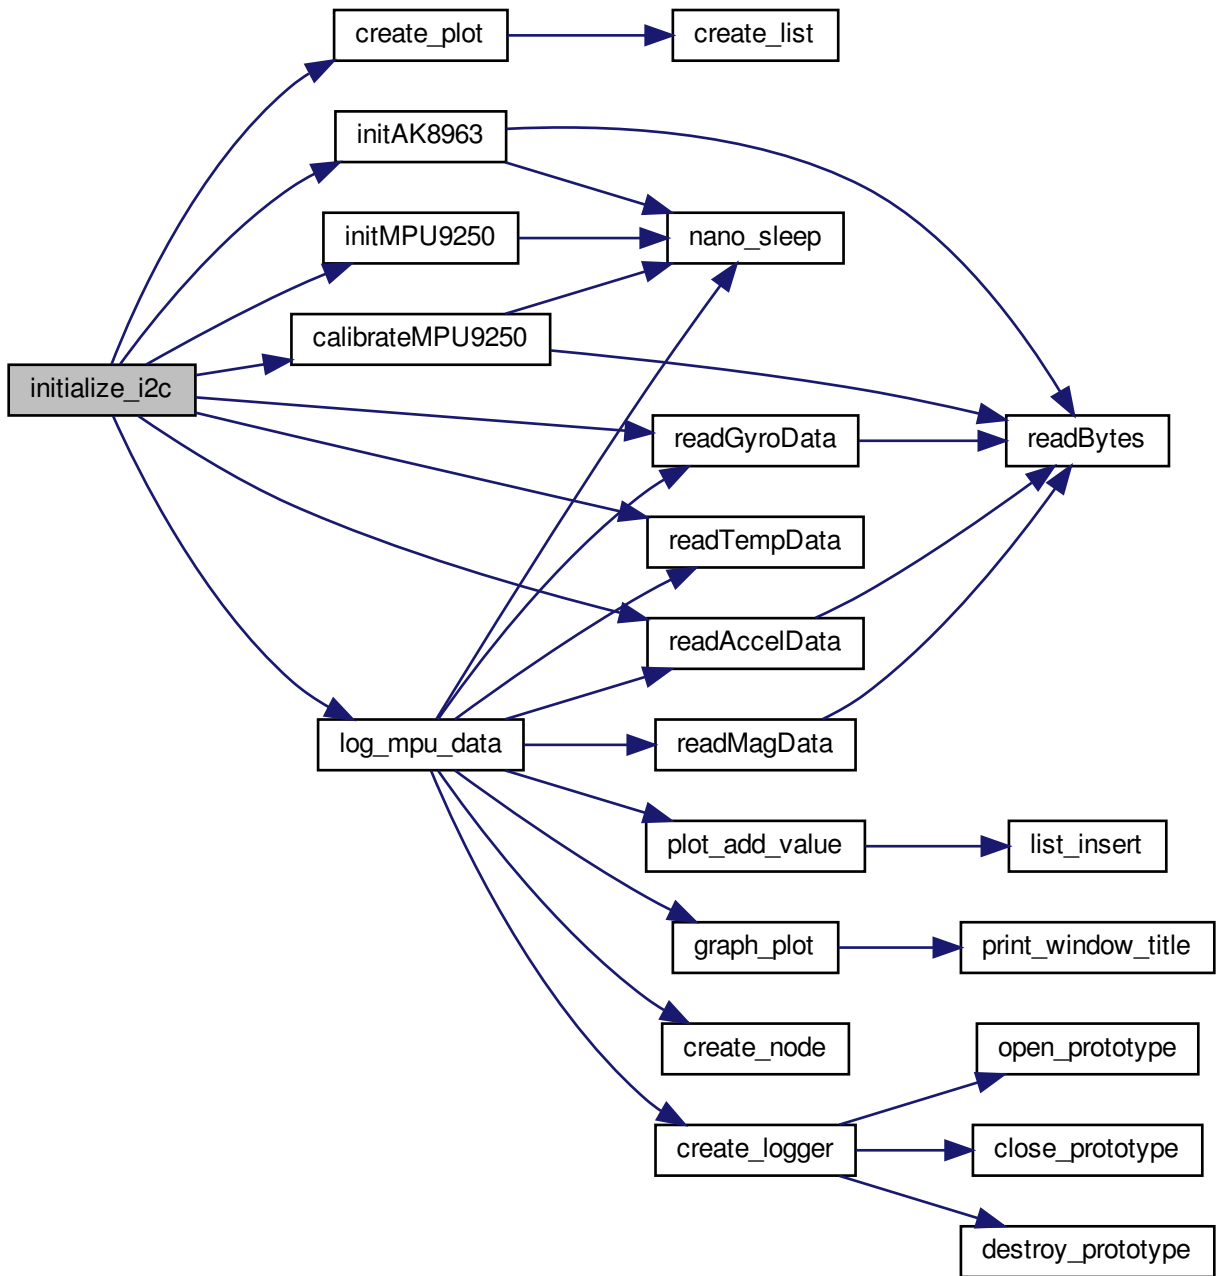 create_plot
create_list
initAK8963
initMPU9250
nano_sleep
calibrateMPU9250
initialize_i2c
readGyroData
readBytes
readTempData
readAccelData
log_mpu_data
readMagData
plot_add_value
list_insert
graph_plot
print_window_title
create_node
open_prototype
create_logger
close_prototype
destroy_prototype